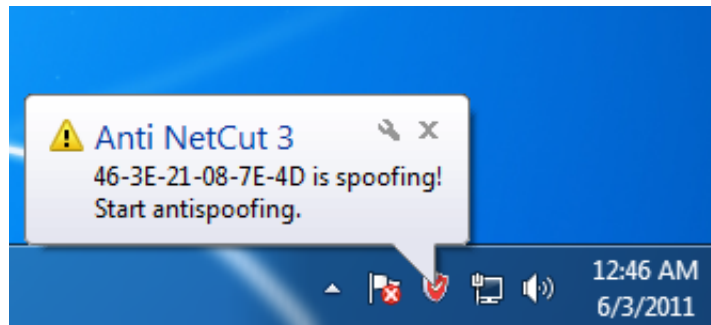 Anti NetCut 3
46-3E-21-08-7E-4D is spoofing!
Start antispoofing.
12:46 AM
6/3/2011